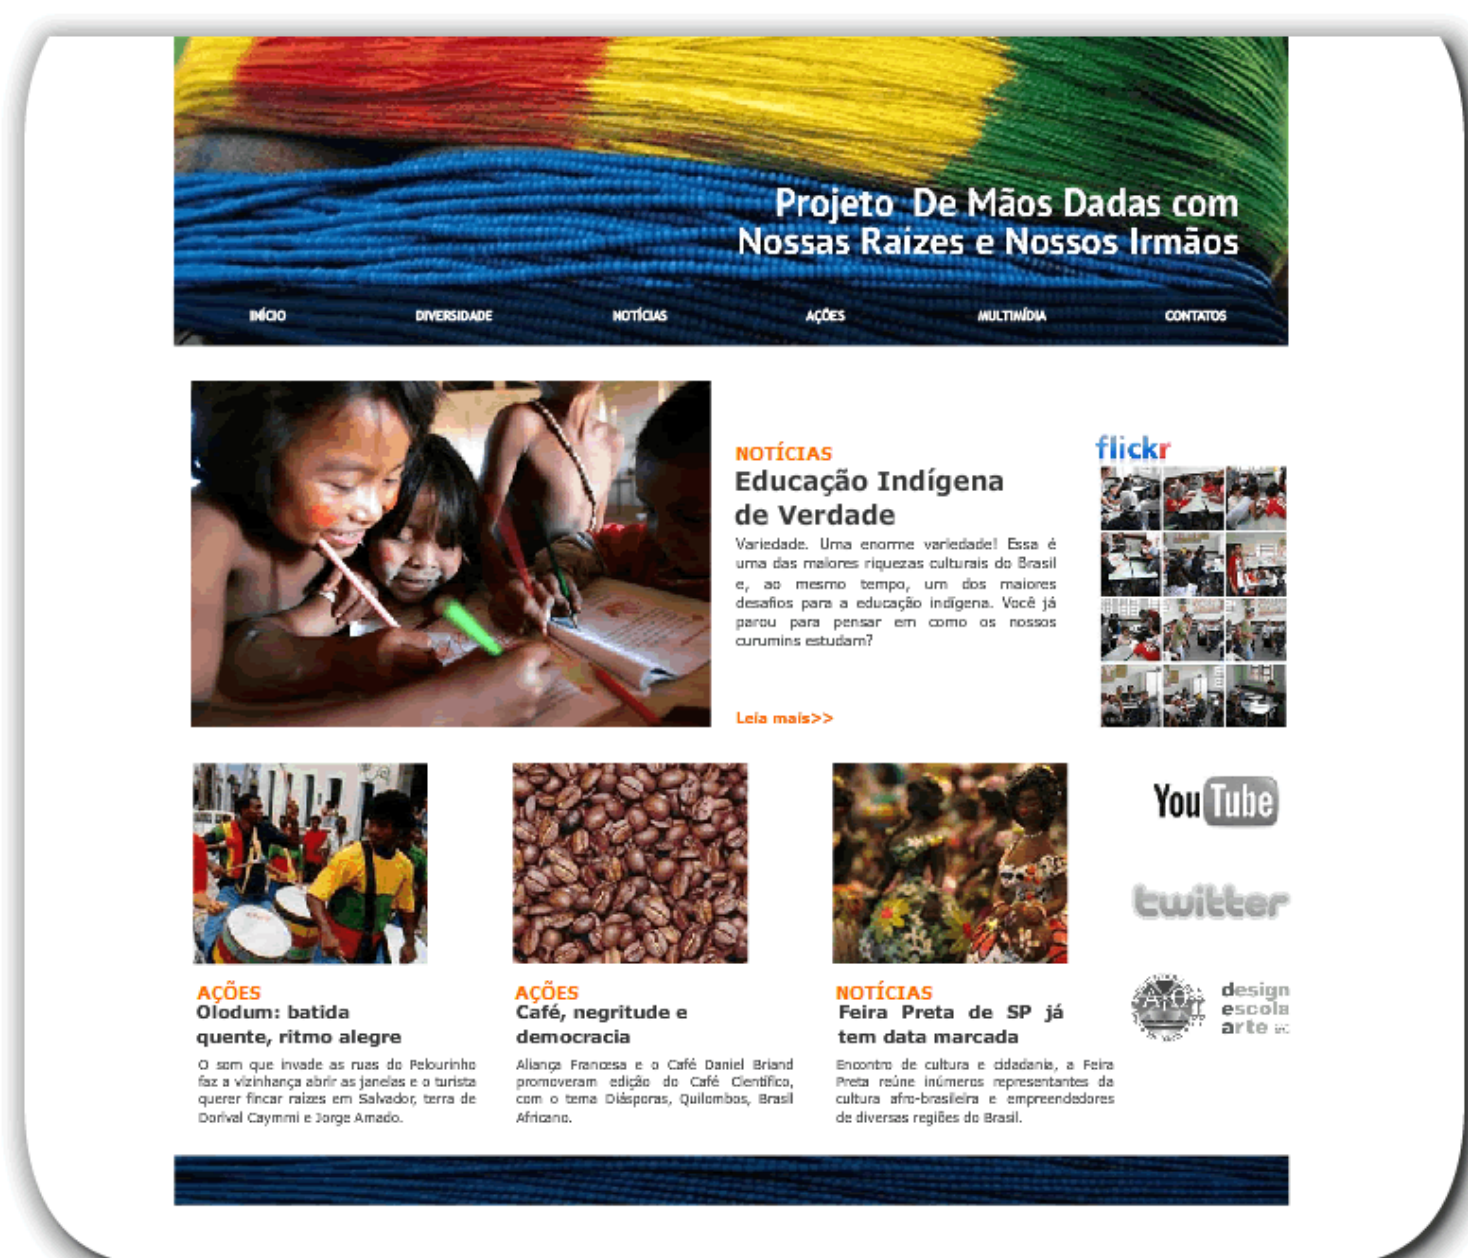 Projeto De Mãos Dadas com
Nossas Raízes e Nossos Irmãos
INÍCIO DIVERSIDADE NOTÍCIAS AÇÕES MULTIMÍDIA CONTATOS
NOTÍCIAS
Educação Indígena
de Verdade
Variedade. Uma enorme variedade! Essa é
uma das maiores riquezas culturais do Brasil
e, ao mesmo tempo, um dos maiores
desafios para a educação indígena. Você já
parou para pensar em como os nossos
curumins estudam?
Leia mais>>
flickr
YouTube
twitter
design
escola
arte
AÇÕES
Olodum: batida
quente, ritmo alegre
O som que invade as ruas do Pelourinho
faz a vizinhança abrir as janelas e o turista
querer fincar raízes em Salvador, terra de
Dorival Caymmi e Jorge Amado.
AÇÕES
Café, negritude e
democracia
Aliança Francesa e o Café Daniel Briand
promoveram edição do Café Científico,
com o tema Diásporas, Quilombos, Brasil
Africano.
NOTÍCIAS
Feira Preta de SP já
tem data marcada
Encontro de cultura e cidadania, a Feira
Preta reúne inúmeros representantes da
cultura afro-brasileira e empreendedores
de diversas regiões do Brasil.